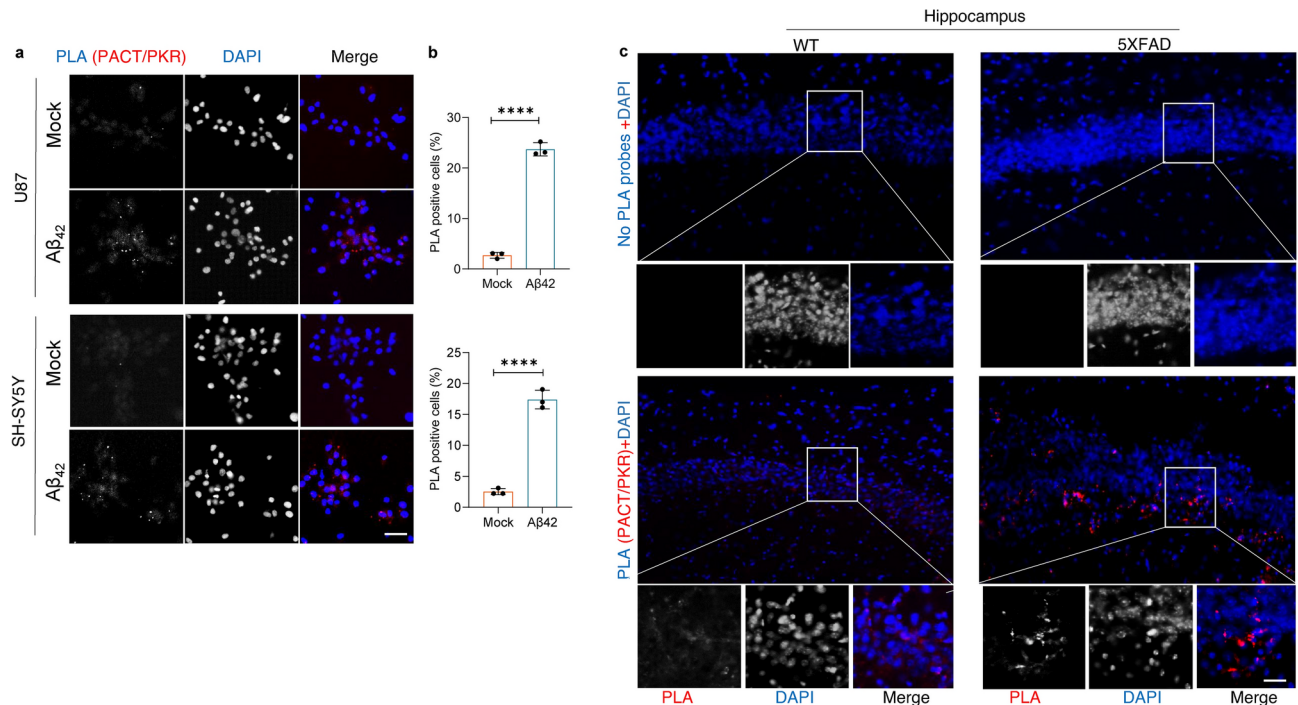 a
PLA (PACT/PKR)
DAPI
Merge
U87
Mock
Aβ42
SH-SY5Y
Mock
Aβ42
b
****
PLA positive cells (%)
30
20
10
0
Mock
Aβ42
****
PLA positive cells (%)
25
20
15
10
5
0
Mock
Aβ42
Hippocampus
c
WT
5XFAD
No PLA probes +DAPI
PLA (PACT/PKR)+DAPI
PLA
DAPI
Merge
PLA
DAPI
Merge